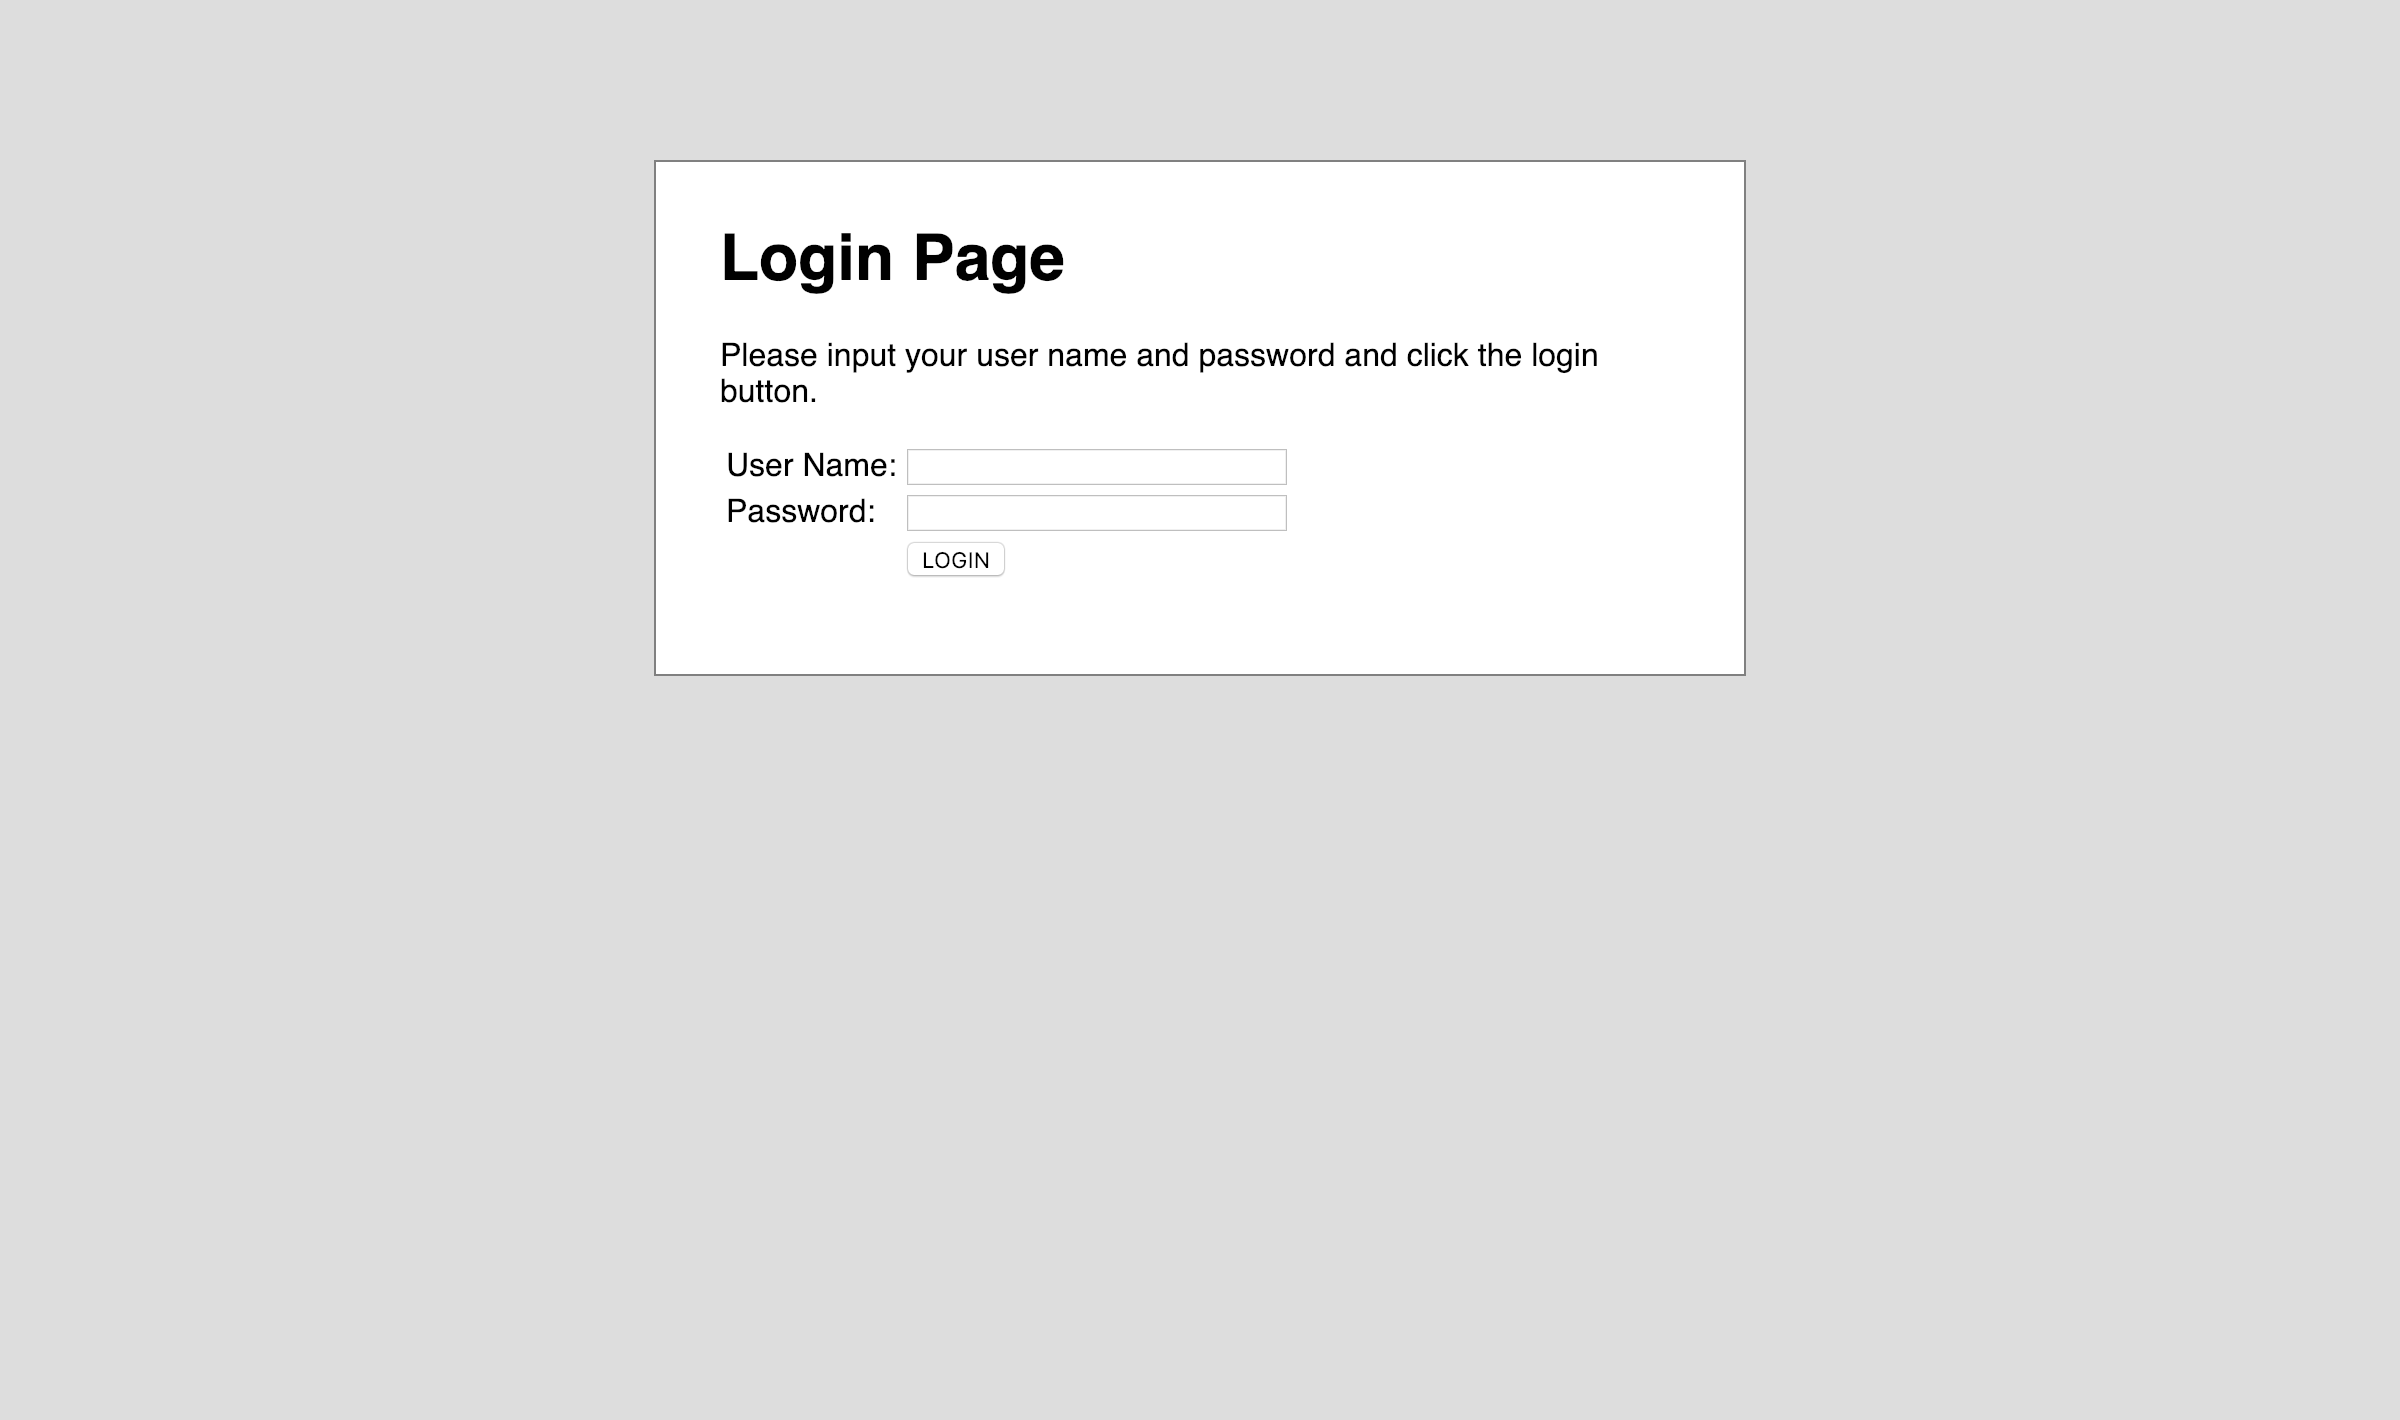 Login Page
Please input your user name and password and click the login
button.
User Name:
Password:
LOGIN